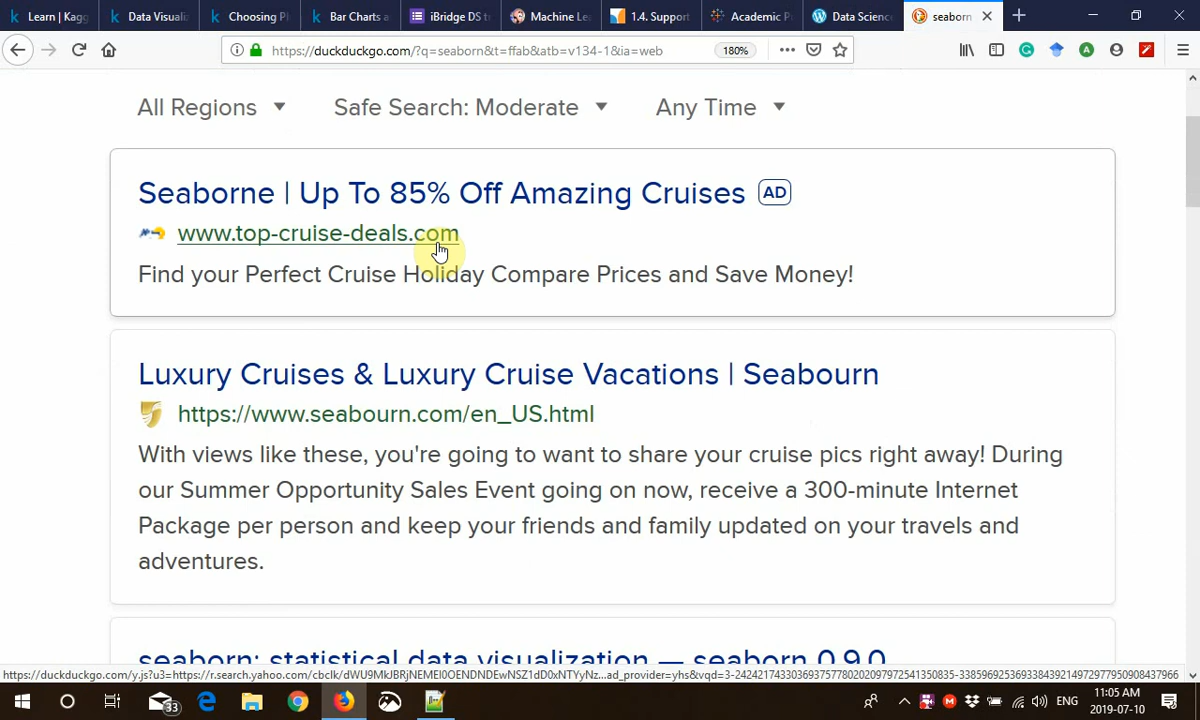 Learn | Kagg
Data Visuali
Choosing Pl
Bar Charts a
iBridge DS t
Machine Le
1.4. Support
Academic P
Data Scienc
seaborn
https://duckduckgo.com/?q=seaborn&t=ffab&atb=v134-1&ia=web
180%
All Regions
Safe Search: Moderate
Any Time
Seaborne | Up To 85% Off Amazing Cruises AD
www.top-cruise-deals.com
Find your Perfect Cruise Holiday Compare Prices and Save Money!
Luxury Cruises & Luxury Cruise Vacations | Seabourn
https://www.seabourn.com/en_US.html
With views like these, you're going to want to share your cruise pics right away! During
our Summer Opportunity Sales Event going on now, receive a 300-minute Internet
Package per person and keep your friends and family updated on your travels and
adventures.
seaborn: statistical data visualization — seaborn 0.9.0
33
ENG
11:05 AM
2019-07-10